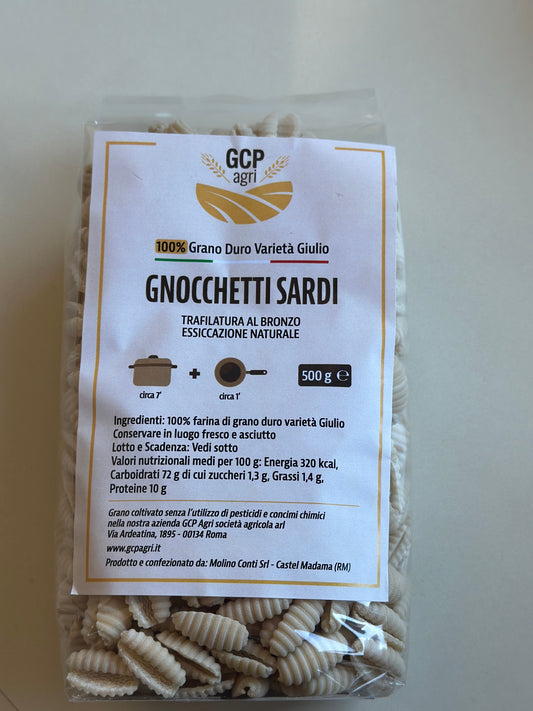 GCP
agri
100% Grano Duro Varietà Giulio
GNOCCHETTI SARDI
TRAFILATURA AL BRONZO
ESSICCAZIONE NATURALE
+
500 g ℮
circa 7'
circa 1'
Ingredienti: 100% farina di grano duro varietà Giulio
Conservare in luogo fresco e asciutto
Lotto e Scadenza: Vedi sotto
Valori nutrizionali medi per 100 g: Energia 320 kcal,
Carboidrati 72 g di cui zuccheri 1,3 g, Grassi 1,4 g,
Proteine 10 g
Grano coltivato senza l'utilizzo di pesticidi e concimi chimici
nella nostra azienda GCP Agri società agricola arl
Via Ardeatina, 1895 - 00134 Roma
www.gcpagri.it
Prodotto e confezionato da: Molino Conti Srl - Castel Madama (RM)